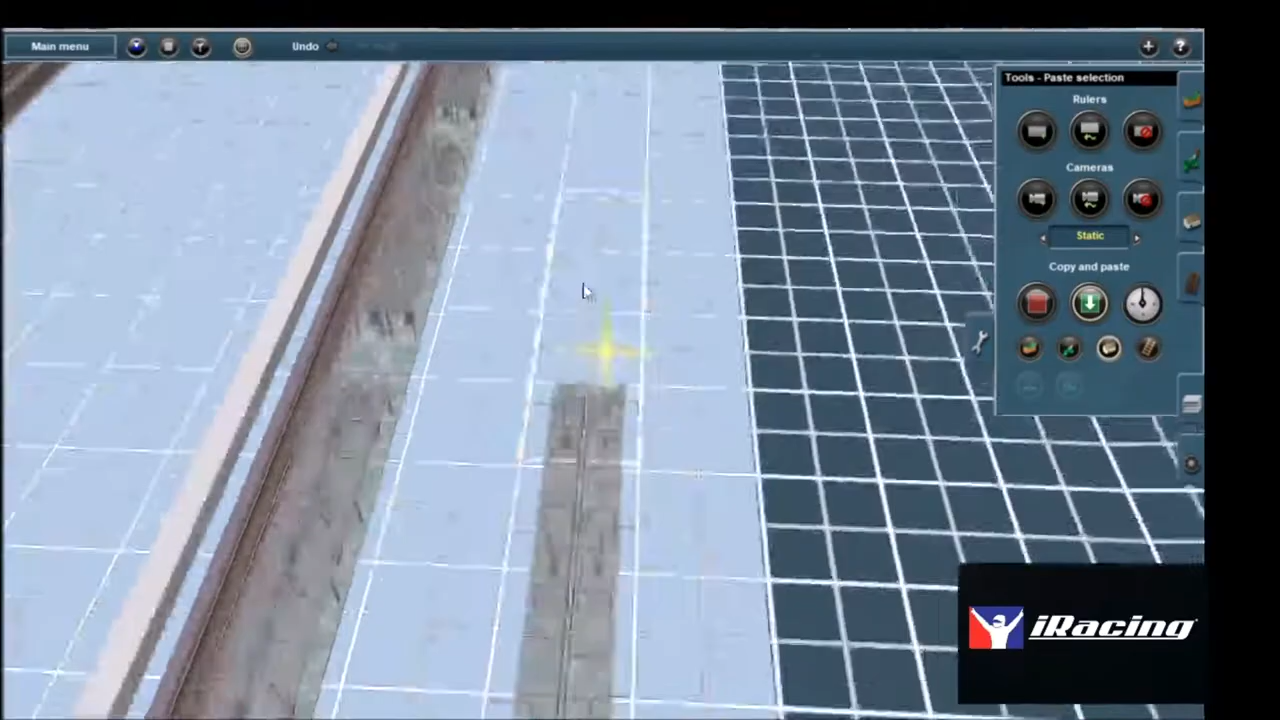 Main menu
Undo
?
Tools - Paste selection
Rulers
Cameras
Static
Copy and paste
iRacing